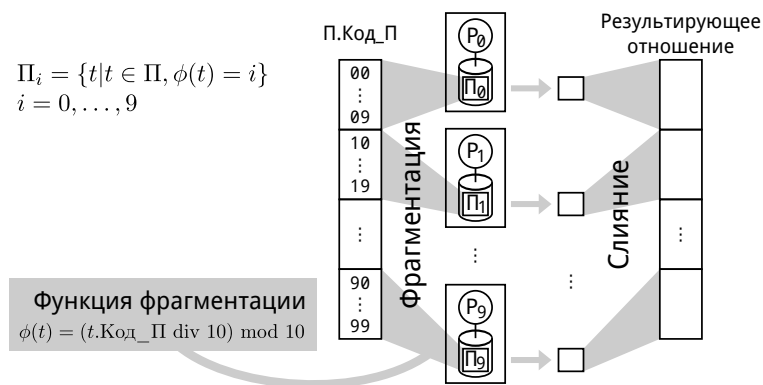 П.Код_П
Результирующее
отношение
Π_i = {t|t ∈ Π, ϕ(t) = i}
i = 0, . . . , 9
00
⋮
09
10
⋮
19
⋮
90
⋮
99
Фрагментация
P0
П0
P1
П1
⋮
P9
П9
⋮
Слияние
⋮
Функция фрагментации
ϕ(t) = (t.Код_П div 10) mod 10